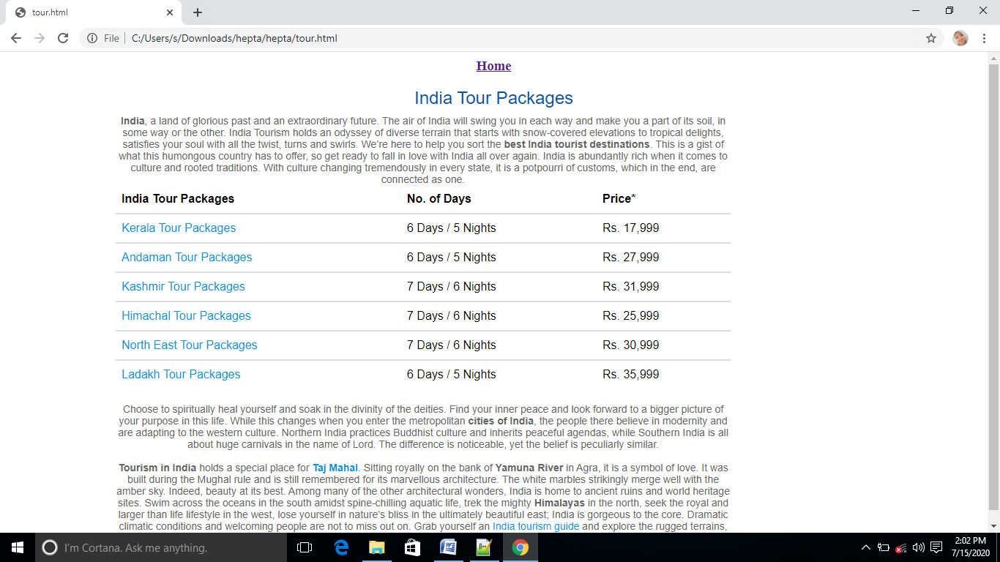 tour.html
File C:/Users/s/Downloads/hepta/hepta/tour.html
Home
India Tour Packages
India, a land of glorious past and an extraordinary future. The air of India will swing you in each way and make you a part of its soil, in
some way or the other. India Tourism holds an odyssey of diverse terrain that starts with snow-covered elevations to tropical delights,
satisfies your soul with all the twist, turns and swirls. We’re here to help you sort the best India tourist destinations. This is a gist of
what this humongous country has to offer, so get ready to fall in love with India all over again. India is abundantly rich when it comes to
culture and rooted traditions. With culture changing tremendously in every state, it is a potpourri of customs, which in the end, are
connected as one.
India Tour Packages No. of Days Price*
Kerala Tour Packages 6 Days / 5 Nights Rs. 17,999
Andaman Tour Packages 6 Days / 5 Nights Rs. 27,999
Kashmir Tour Packages 7 Days / 6 Nights Rs. 31,999
Himachal Tour Packages 7 Days / 6 Nights Rs. 25,999
North East Tour Packages 7 Days / 6 Nights Rs. 30,999
Ladakh Tour Packages 6 Days / 5 Nights Rs. 35,999
Choose to spiritually heal yourself and soak in the divinity of the deities. Find your inner peace and look forward to a bigger picture of
your purpose in this life. While this changes when you enter the metropolitan cities of India, the people there believe in modernity and
are adapting to the western culture. Northern India practices Buddhist culture and inherits peaceful agendas, while Southern India is all
about huge carnivals in the name of Lord. The difference is noticeable, yet the belief is peculiarly similar.
Tourism in India holds a special place for Taj Mahal. Sitting royally on the bank of Yamuna River in Agra, it is a symbol of love. It was
built during the Mughal rule and is still remembered for its marvellous architecture. The white marbles strikingly merge well with the
amber sky. Indeed, beauty at its best. Among many of the other architectural wonders, India is home to ancient ruins and world heritage
sites. Swim across the oceans in the south amidst spine-chilling aquatic life, trek the mighty Himalayas in the north, seek the royal and
larger than life lifestyle in the west, lose yourself in nature’s bliss in the ultimately beautiful east; India is gorgeous to the core. Dramatic
climatic conditions and welcoming people are not to miss out on. Grab yourself an India tourism guide and explore the rugged terrains,
I'm Cortana. Ask me anything.
2:02 PM
7/15/2020